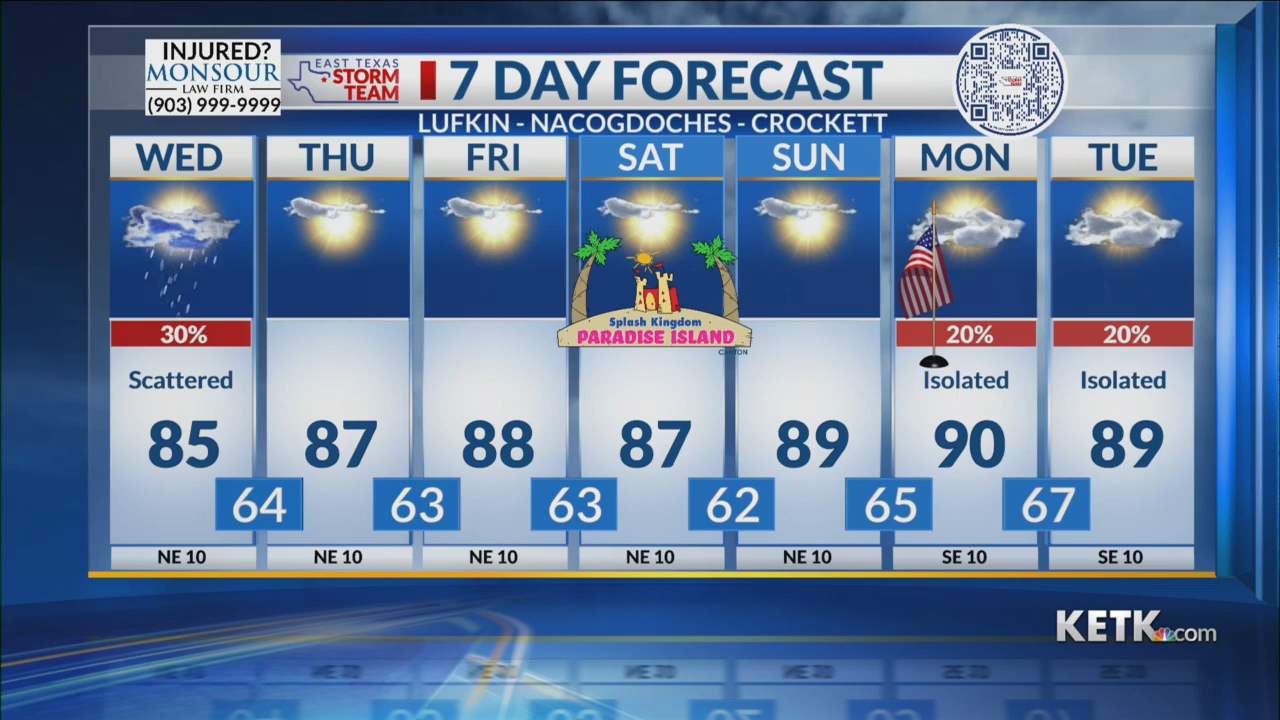 INJURED?
MONSOUR
LAW FIRM
(903) 999-9999
EAST TEXAS
STORM
TEAM
7 DAY FORECAST
LUFKIN - NACOGDOCHES - CROCKETT
WED THU FRI SAT SUN MON TUE
Splash Kingdom
PARADISE ISLAND
CANTON
30% 20% 20%
Scattered Isolated Isolated
85 87 88 87 89 90 89
64 63 63 62 65 67
NE 10 NE 10 NE 10 NE 10 NE 10 SE 10 SE 10
KETK.com